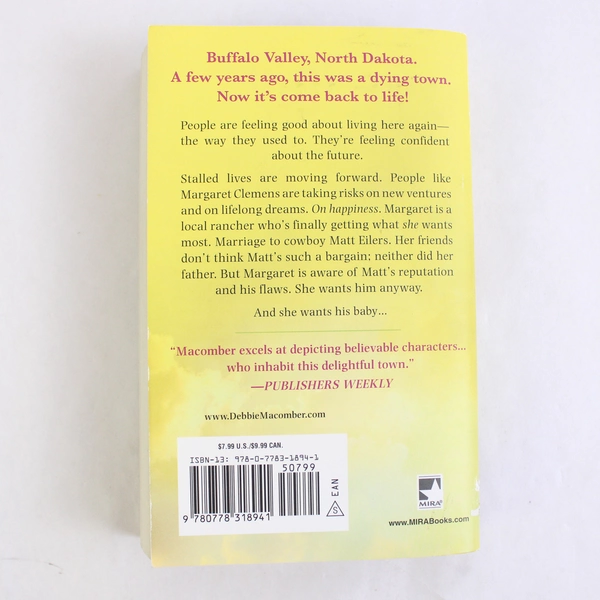 Buffalo Valley, North Dakota.
A few years ago, this was a dying town.
Now it's come back to life!
People are feeling good about living here again—
the way they used to. They're feeling confident
about the future.
Stalled lives are moving forward. People like
Margaret Clemens are taking risks on new ventures
and on lifelong dreams. On happiness. Margaret is a
local rancher who's finally getting what she wants
most. Marriage to cowboy Matt Eilers. Her friends
don't think Matt's such a bargain; neither did her
father. But Margaret is aware of Matt's reputation
and his flaws. She wants him anyway.
And she wants his baby...
“Macomber excels at depicting believable characters...
who inhabit this delightful town.”
—PUBLISHERS WEEKLY
www.DebbieMacomber.com
$7.99 U.S./$9.99 CAN.
ISBN-13: 978-0-7783-1894-1
50799
9 780778 318941
EAN
S
MIRA®
www.MIRABooks.com